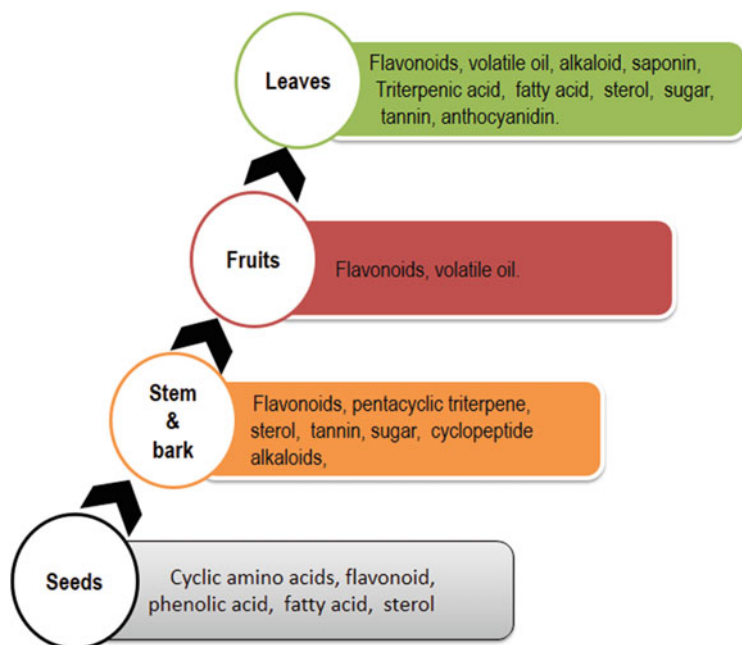 Leaves
Flavonoids, volatile oil, alkaloid, saponin,
Triterpenic acid, fatty acid, sterol, sugar,
tannin, anthocyanidin.
Fruits
Flavonoids, volatile oil.
Stem
&
bark
Flavonoids, pentacyclic triterpene,
sterol, tannin, sugar, cyclopeptide
alkaloids,
Seeds
Cyclic amino acids, flavonoid,
phenolic acid, fatty acid, sterol